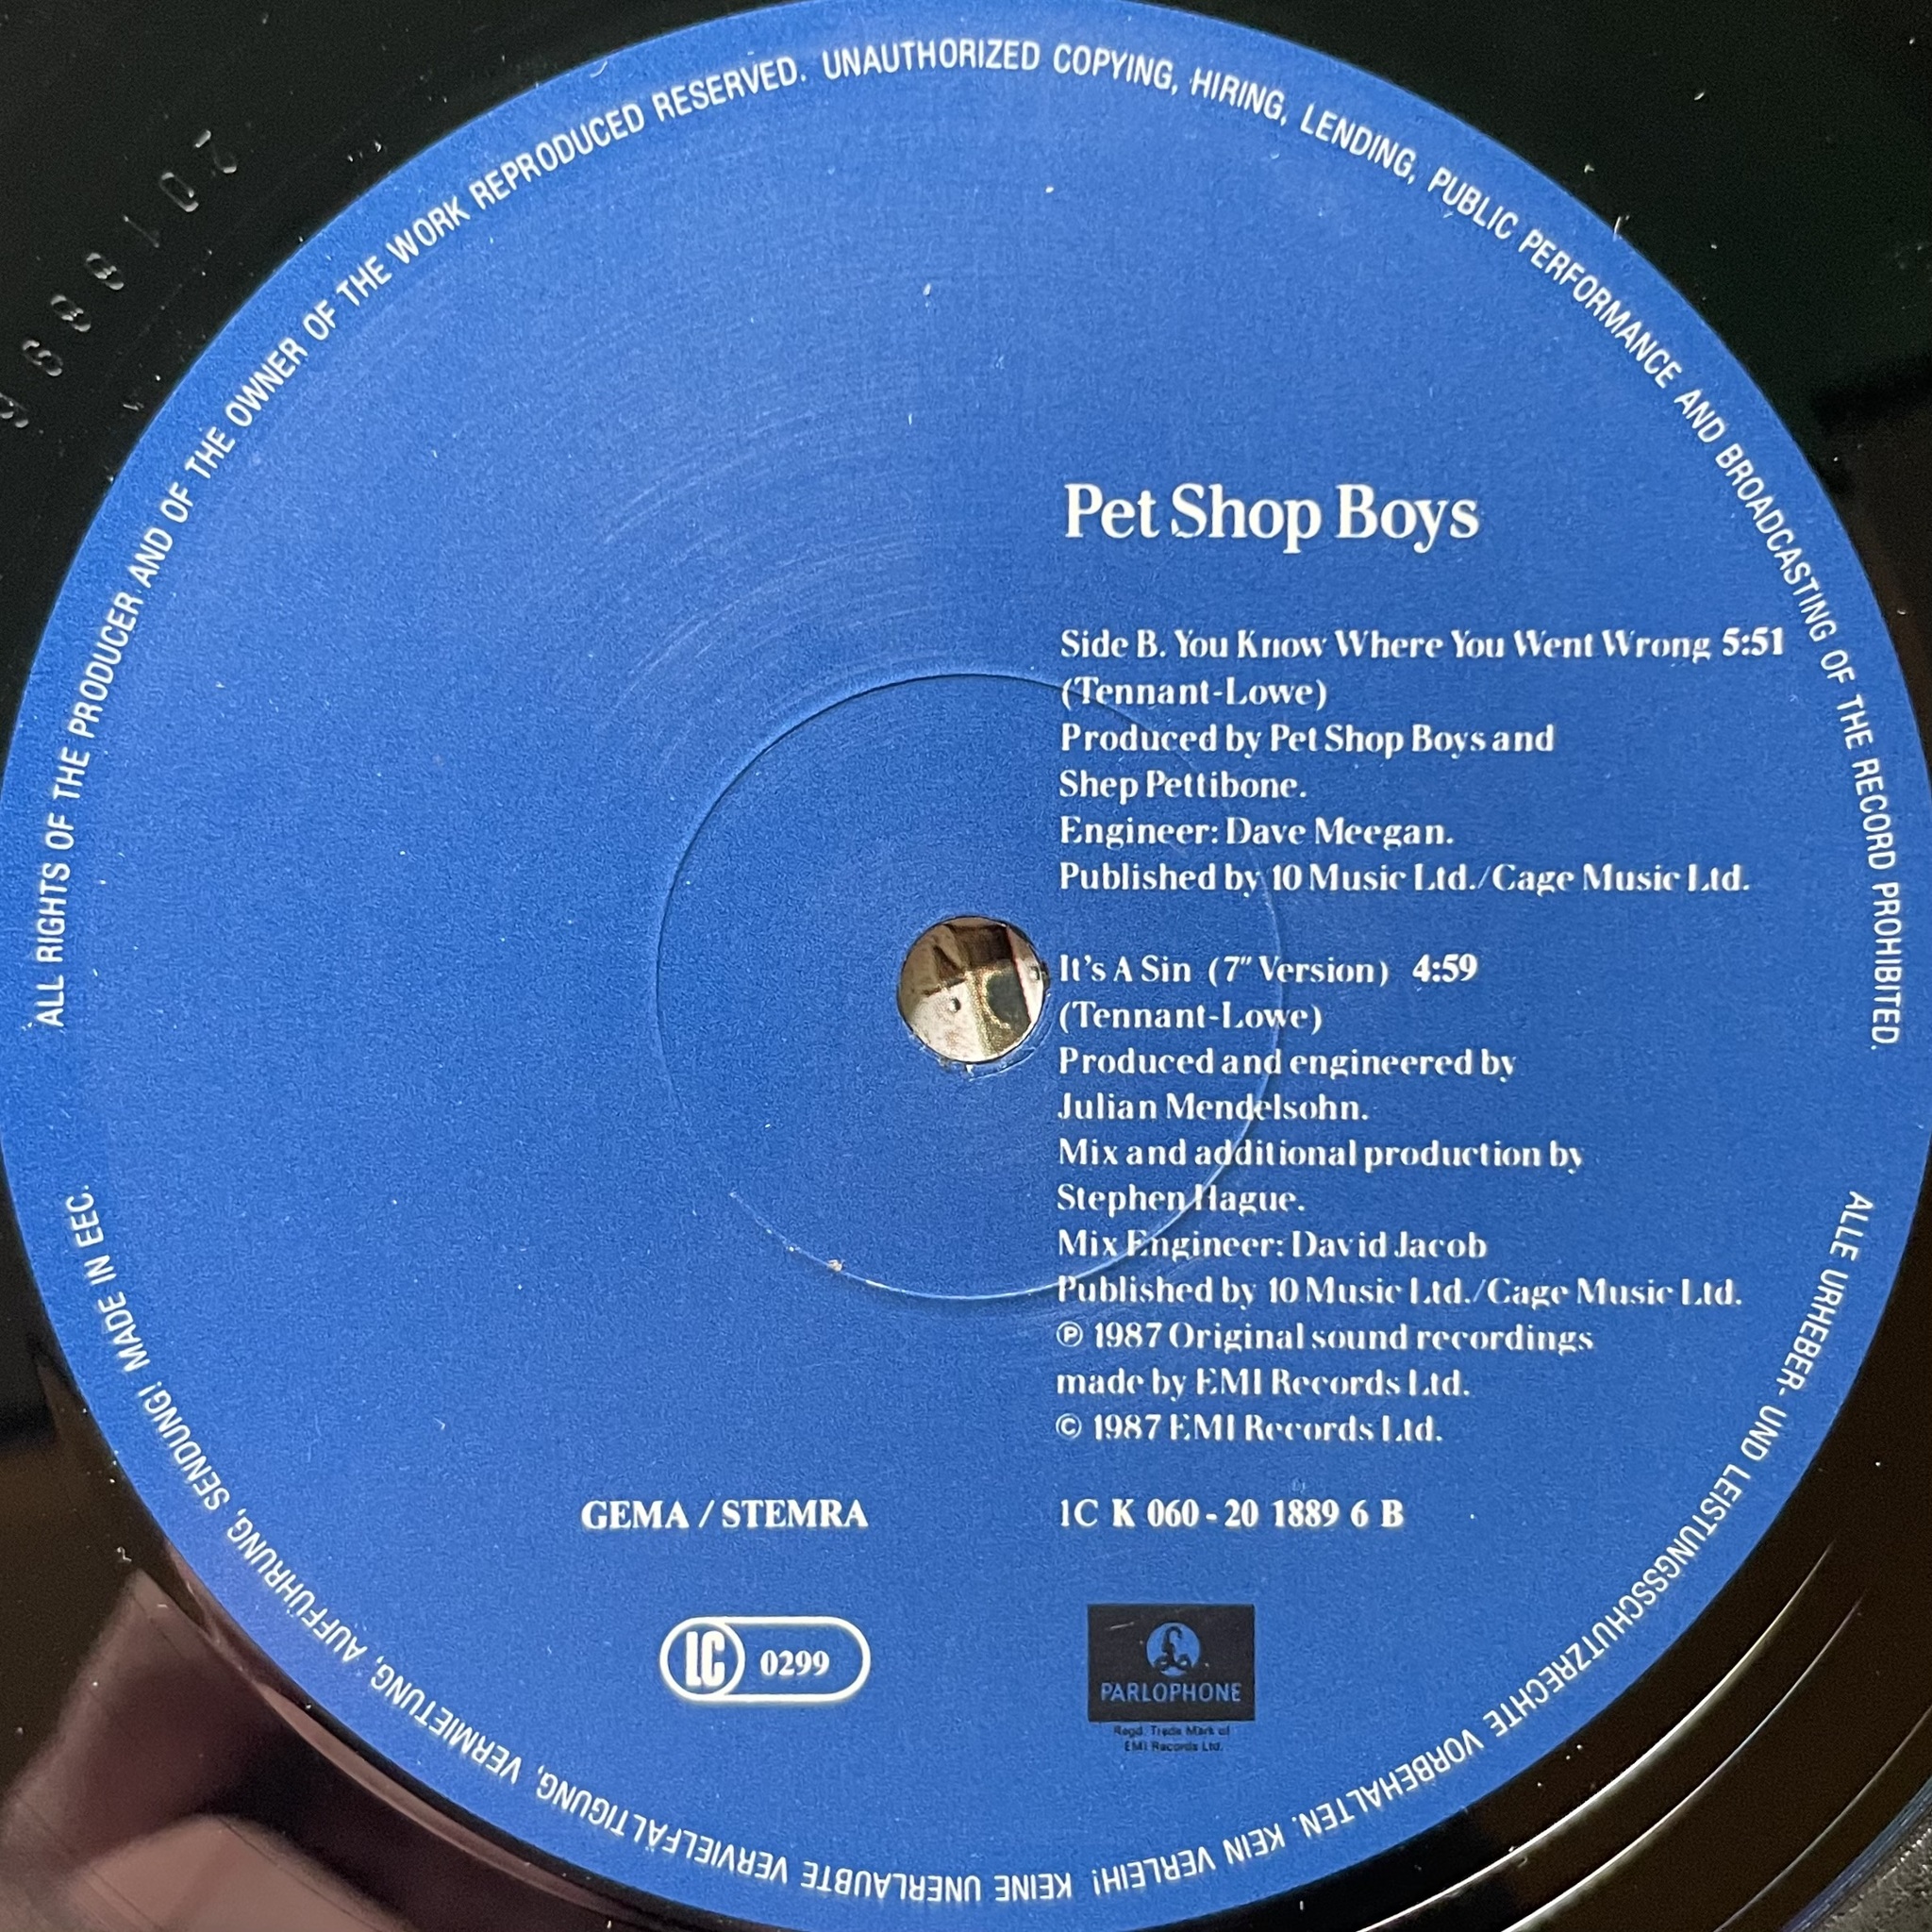 ALL RIGHTS OF THE PRODUCER AND OF THE OWNER OF THE WORK REPRODUCED RESERVED. UNAUTHORIZED COPYING, HIRING, LENDING, PUBLIC PERFORMANCE AND BROADCASTING OF THE RECORD PROHIBITED.
Pet Shop Boys
Side B. You Know Where You Went Wrong 5:51
(Tennant-Lowe)
Produced by Pet Shop Boys and
Shep Pettibone.
Engineer: Dave Meegan.
Published by 10 Music Ltd./Cage Music Ltd.
It's A Sin (7" Version) 4:59
(Tennant-Lowe)
Produced and engineered by
Julian Mendelsohn.
Mix and additional production by
Stephen Hague.
Mix Engineer: David Jacob
Published by 10 Music Ltd./Cage Music Ltd.
℗ 1987 Original sound recordings
made by EMI Records Ltd.
© 1987 EMI Records Ltd.
GEMA / STEMRA 1C K 060-20 1889 6 B
LC 0299
PARLOPHONE
Regd. Trade Mark of
EMI Records Ltd.
ALLE URHEBER- UND LEISTUNGSSCHUTZRECHTE VORBEHALTEN. KEIN VERLEIH! KEINE UNERLAUBTE VERVIELFÄLTIGUNG, VERMIETUNG, AUFFÜHRUNG, SENDUNG! MADE IN EEC.